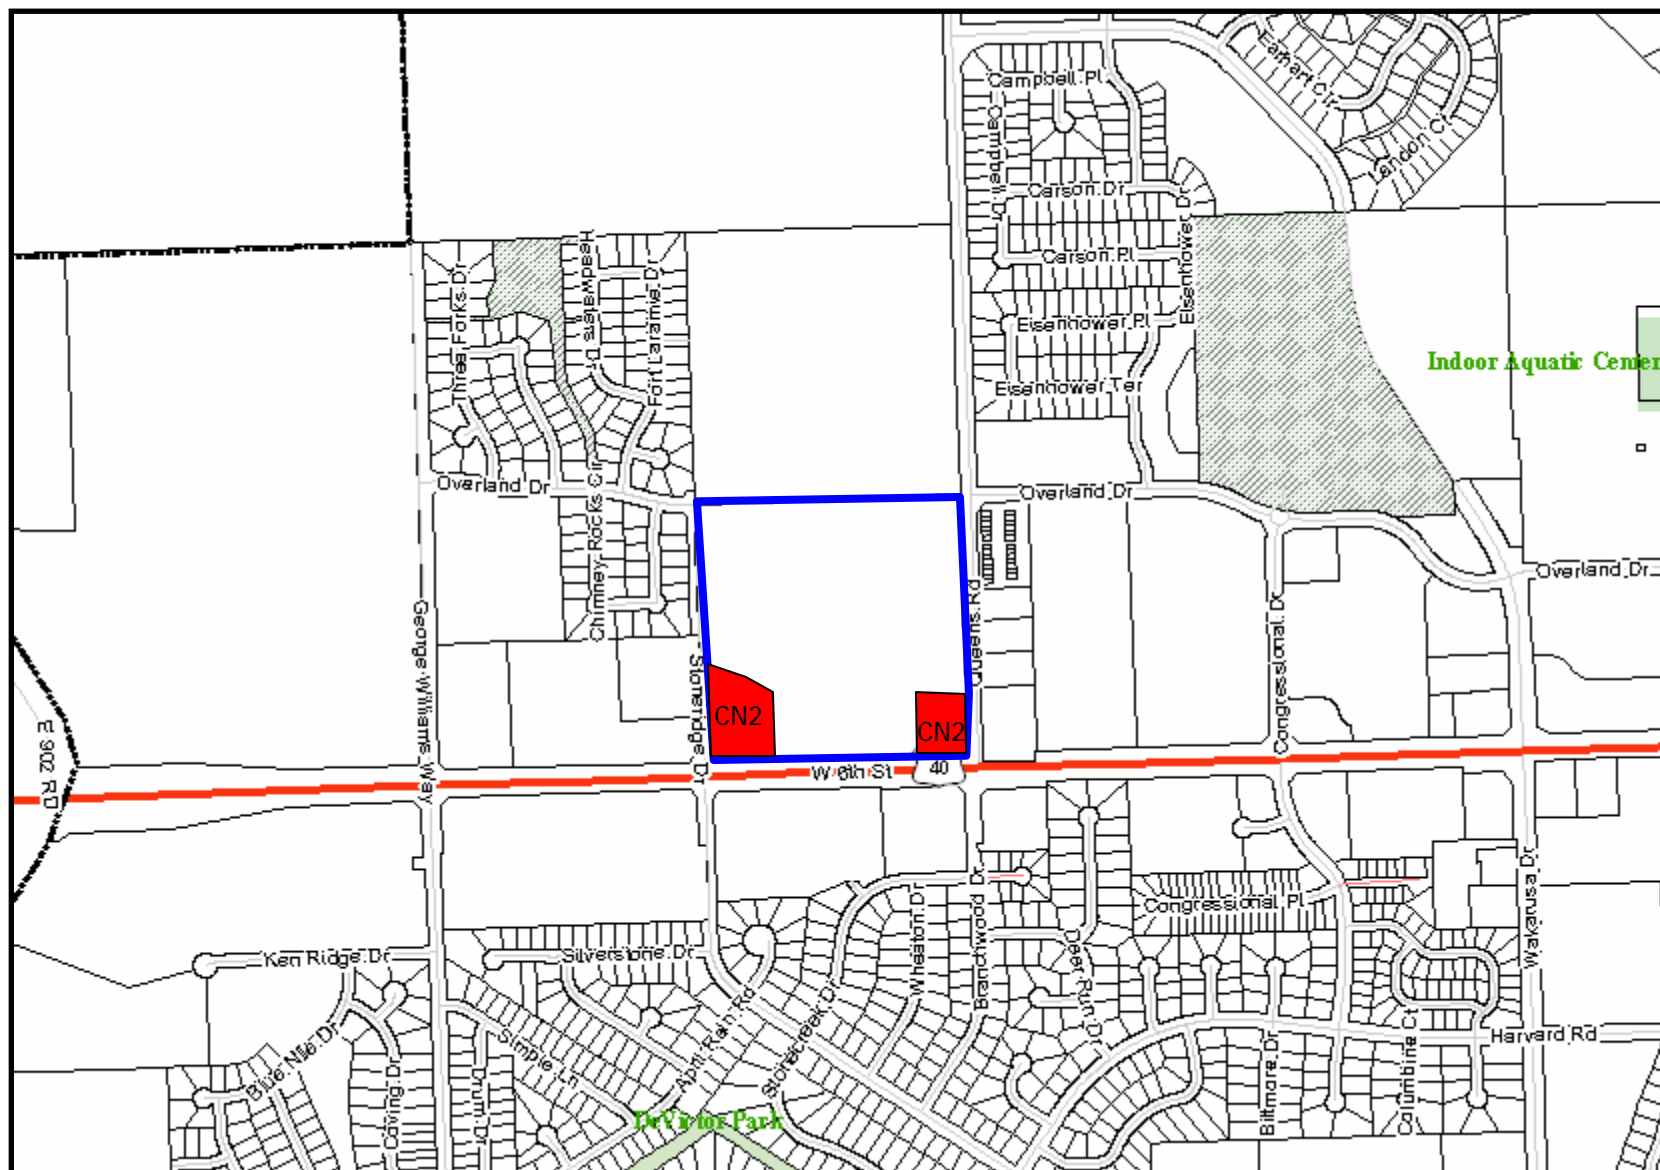 Earhart Cir
Campbell Pl
Campbell Dr
Landon Ct
Carson Dr
Eisenhower Dr
Carson Pl
Headwaters Dr
Three Forks Dr
Fort Laramie Dr
Eisenhower Pl
Indoor Aquatic Center
Eisenhower Ter
Overland Dr
Overland Dr
Overland Dr
Chimney Rocks Cir
George Williams Way
Stoneridge Dr
Queens Rd
Congressional Dr
CN2
CN2
E 902 RD
W 6th St
40
Congressional Pl
Wakarusa Dr
Wheaton Dr
Branchwood Dr
Deer Run Dr
Ken Ridge Dr
Silverstone Dr
April Rain Rd
Stonecreek Dr
Harvard Rd
Blue Nile Dr
Simple Ln
Biltmore Dr
Columbine Ct
Caving Dr
Drum Dr
DeVictor Park